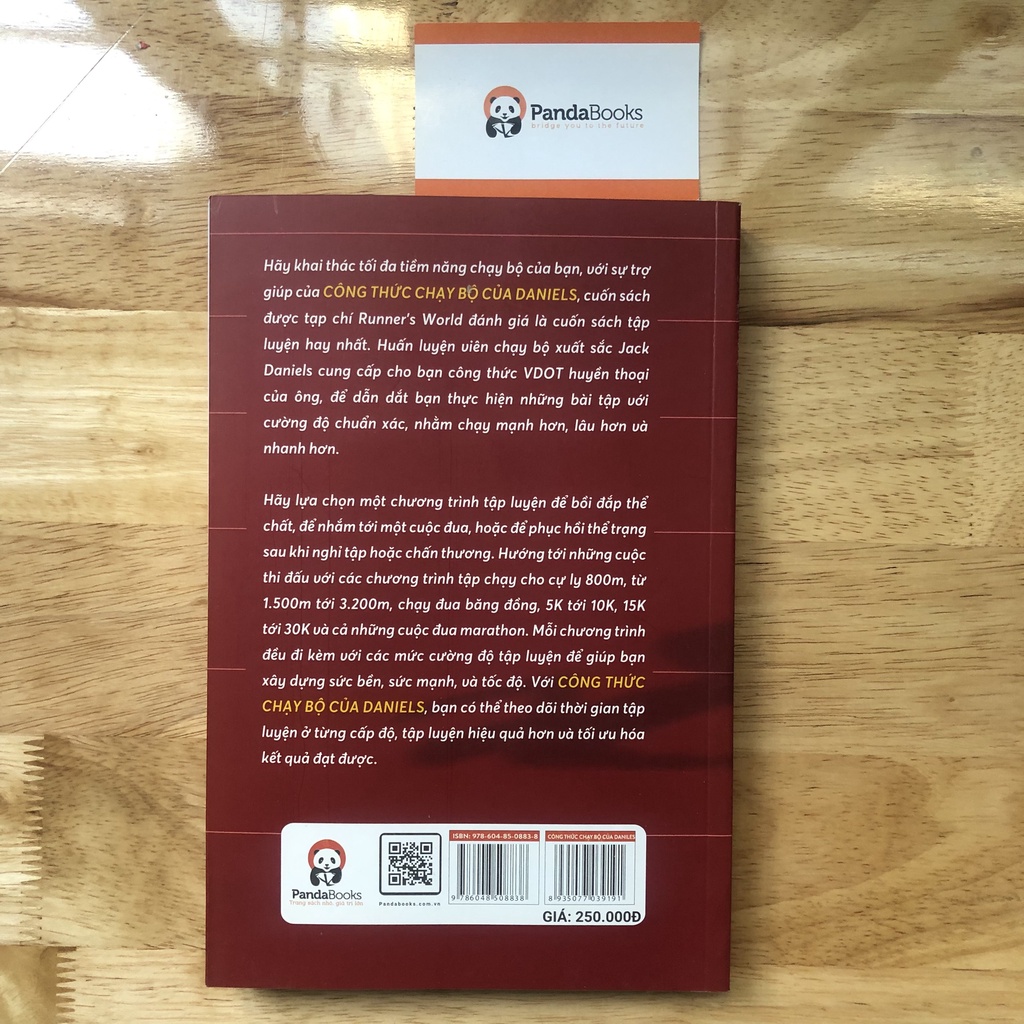 PandaBooks
bridge you to the future
Hãy khai thác tối đa tiềm năng chạy bộ của bạn, với sự trợ
giúp của CÔNG THỨC CHẠY BỘ CỦA DANIELS, cuốn sách
được tạp chí Runner's World đánh giá là cuốn sách tập
luyện hay nhất. Huấn luyện viên chạy bộ xuất sắc Jack
Daniels cung cấp cho bạn công thức VDOT huyền thoại
của ông, để dẫn dắt bạn thực hiện những bài tập với
cường độ chuẩn xác, nhằm chạy mạnh hơn, lâu hơn và
nhanh hơn.
Hãy lựa chọn một chương trình tập luyện để bồi đắp thể
chất, để nhắm tới một cuộc đua, hoặc để phục hồi thể trạng
sau khi nghỉ tập hoặc chấn thương. Hướng tới những cuộc
thi đấu với các chương trình tập chạy cho cự ly 800m, từ
1.500m tới 3.200m, chạy đua băng đồng, 5K tới 10K, 15K
tới 30K và cả những cuộc đua marathon. Mỗi chương trình
đều đi kèm với các mức cường độ tập luyện để giúp bạn
xây dựng sức bền, sức mạnh, và tốc độ. Với CÔNG THỨC
CHẠY BỘ CỦA DANIELS, bạn có thể theo dõi thời gian tập
luyện ở từng cấp độ, tập luyện hiệu quả hơn và tối ưu hóa
kết quả đạt được.
PandaBooks
Trang sách nhỏ, giá trị lớn
Pandabooks.com.vn
ISBN: 978-604-85-0883-8
9 786048 508838
CÔNG THỨC CHẠY BỘ CỦA DANILES
8 935077 039191
GIÁ: 250.000Đ